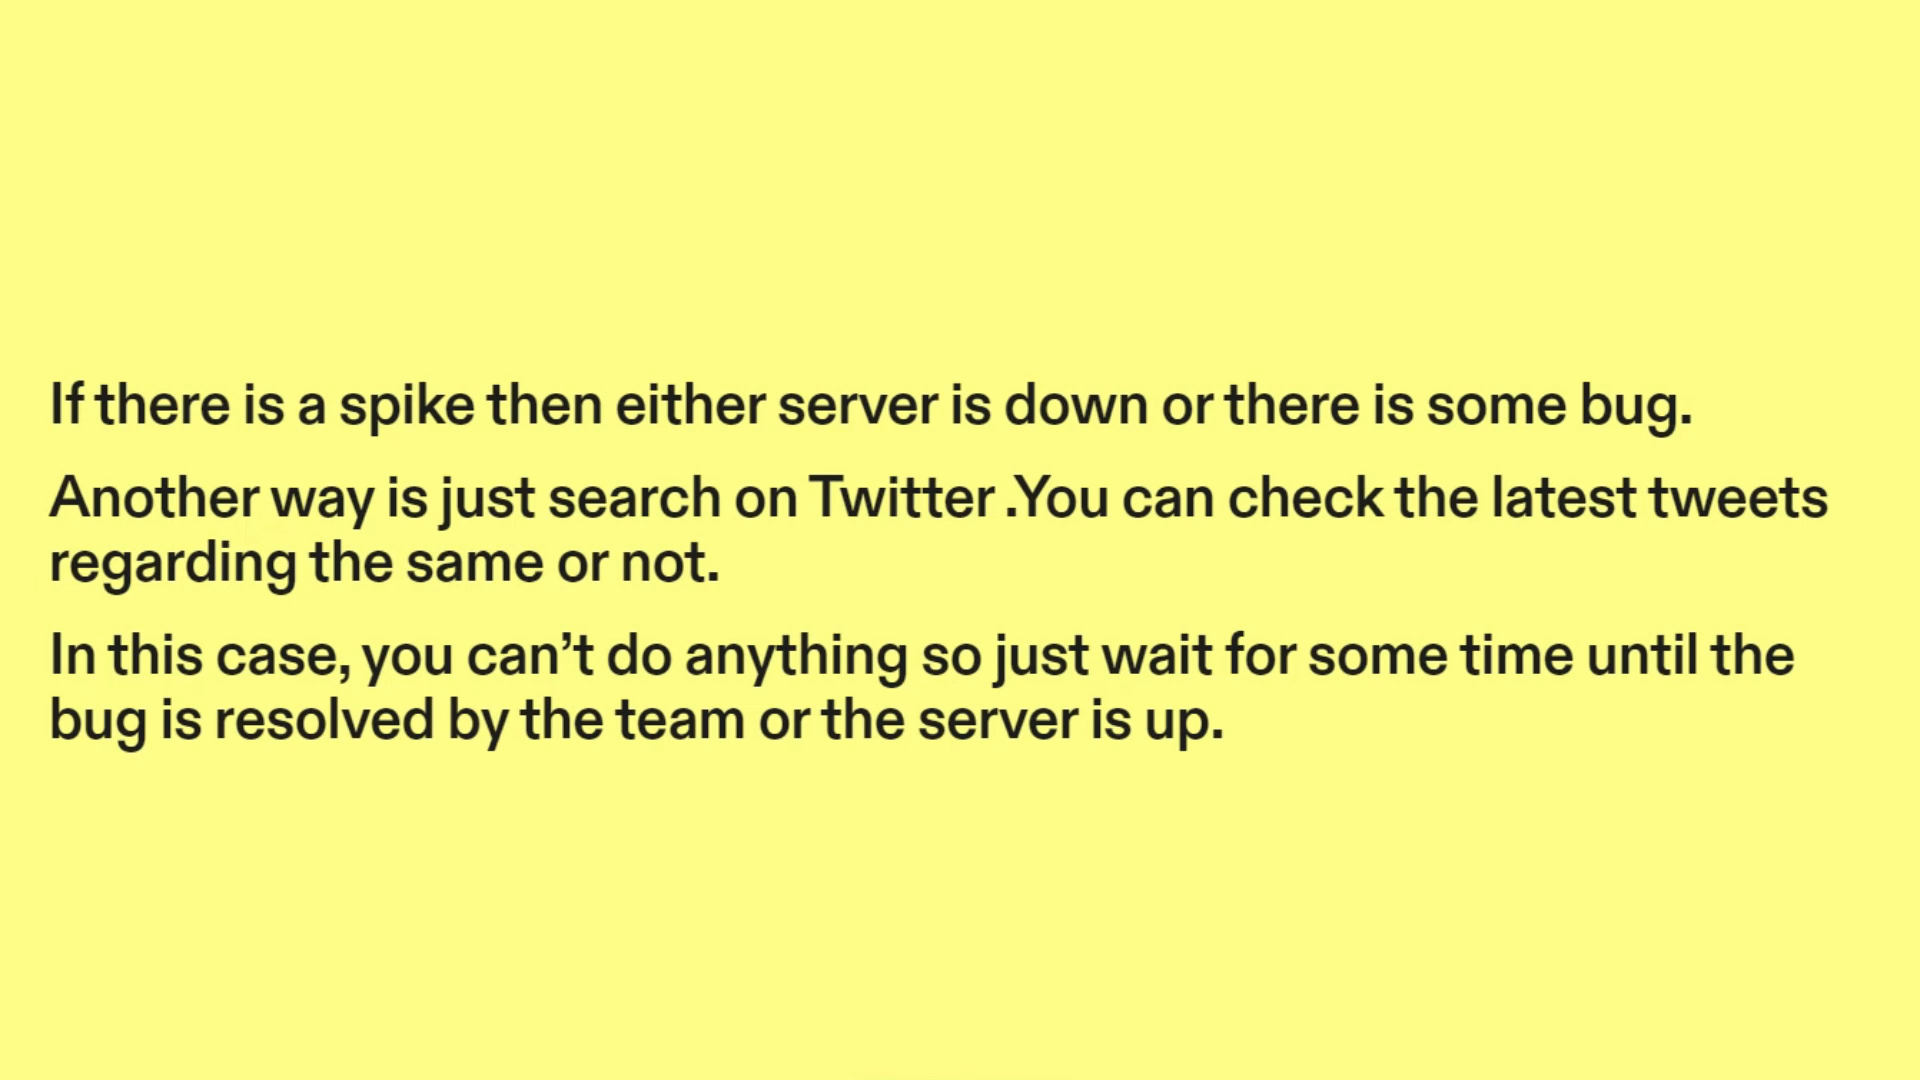 If there is a spike then either server is down or there is some bug.
Another way is just search on Twitter .You can check the latest tweets
regarding the same or not.
In this case, you can’t do anything so just wait for some time until the
bug is resolved by the team or the server is up.